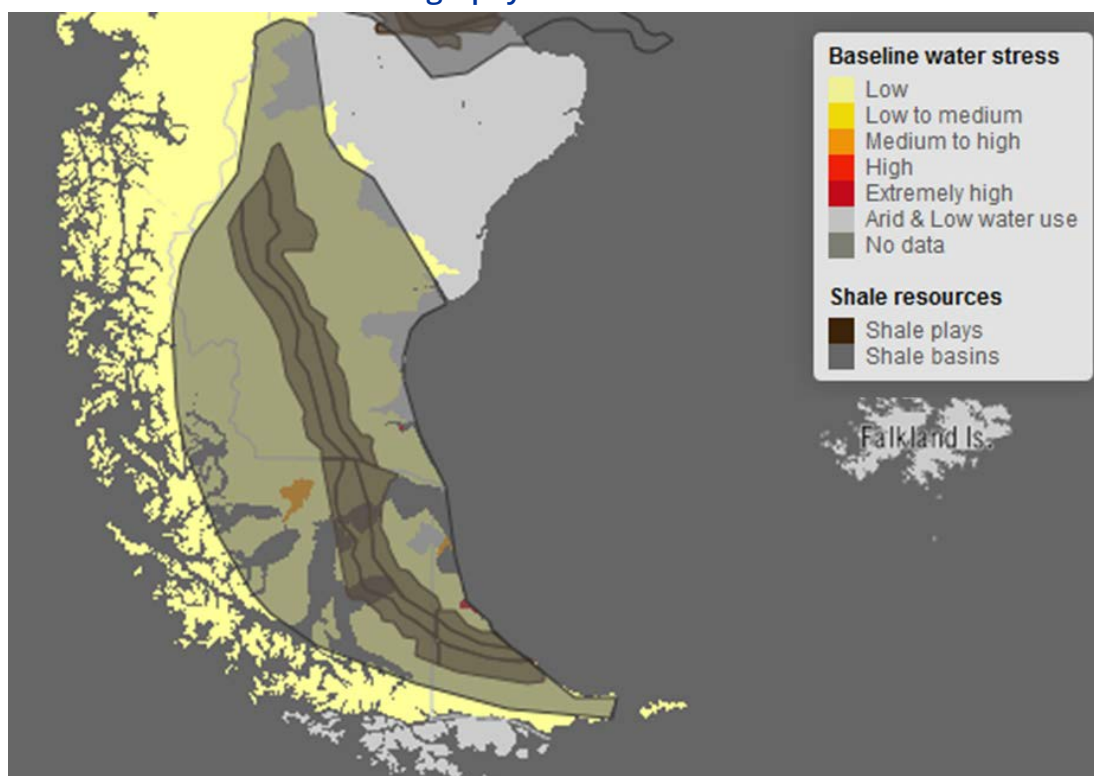 Baseline water stress
Low
Low to medium
Medium to high
High
Extremely high
Arid & Low water use
No data
Shale resources
Shale plays
Shale basins
Falkland Is.